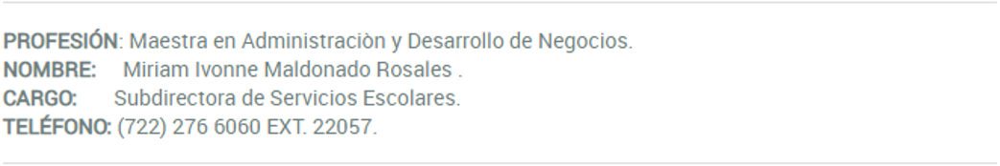 PROFESIÓN: Maestra en Administraciòn y Desarrollo de Negocios.
NOMBRE: Miriam Ivonne Maldonado Rosales .
CARGO: Subdirectora de Servicios Escolares.
TELÉFONO: (722) 276 6060 EXT. 22057.